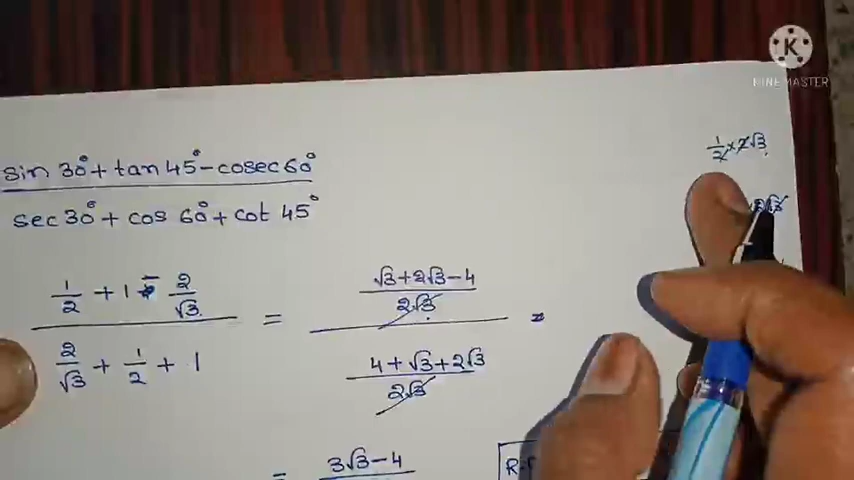 KINEMASTER
1/2 × 2√3
2√3
sin 30° + tan 45° - cosec 60°
sec 30° + cos 60° + cot 45°
1/2 + 1 - 2/√3 = √3+2√3-4/2√3 =
2/√3 + 1/2 + 1 4+√3+2√3/2√3
= 3√3-4